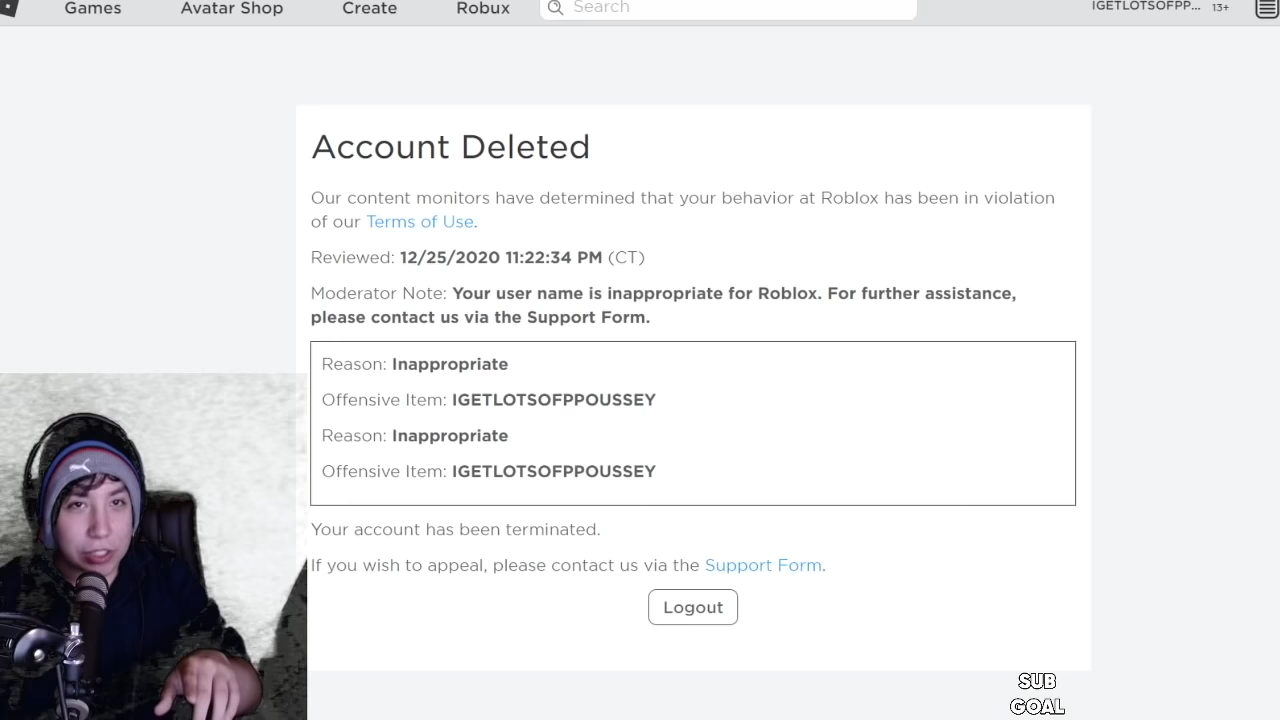 Games Avatar Shop Create Robux Search IGETLOTSOFPP... 13+
Account Deleted
Our content monitors have determined that your behavior at Roblox has been in violation
of our Terms of Use.
Reviewed: 12/25/2020 11:22:34 PM (CT)
Moderator Note: Your user name is inappropriate for Roblox. For further assistance,
please contact us via the Support Form.
Reason: Inappropriate
Offensive Item: IGETLOTSOFPPOUSSEY
Reason: Inappropriate
Offensive Item: IGETLOTSOFPPOUSSEY
Your account has been terminated.
If you wish to appeal, please contact us via the Support Form.
Logout
SUB
GOAL